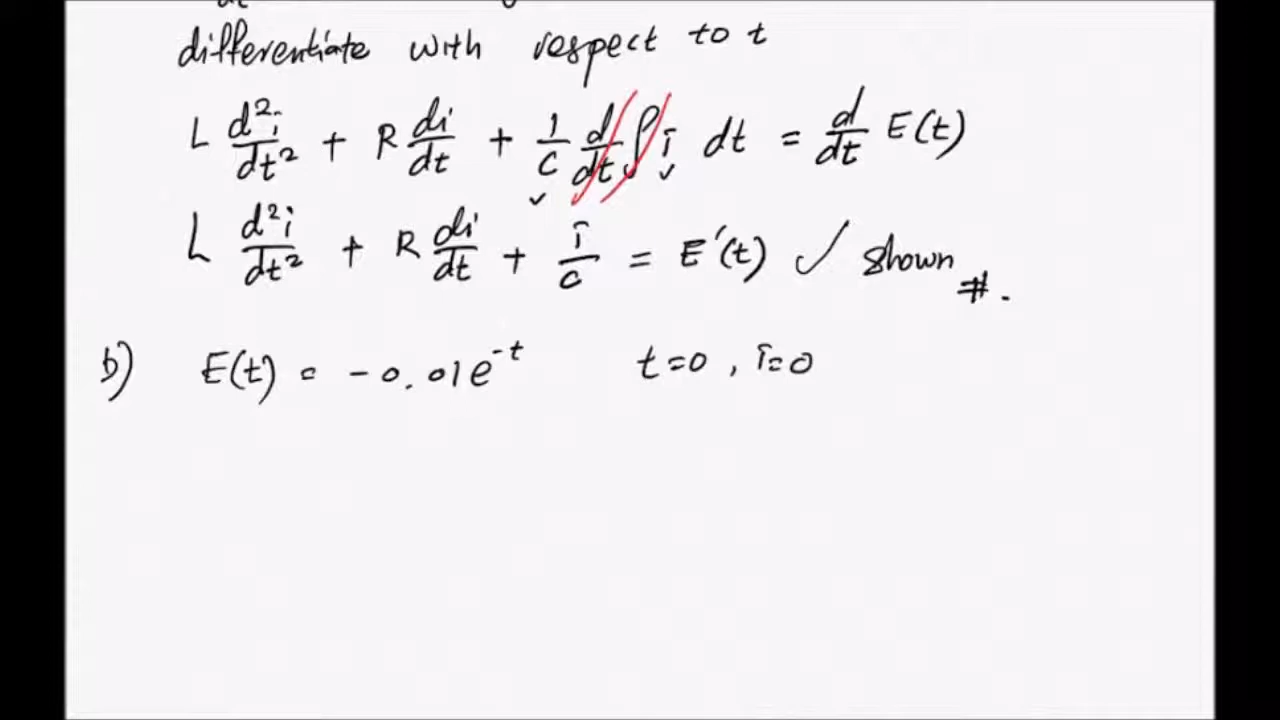 differentiate with respect to t
L d²i/dt² + R di/dt + 1/C d/dt ∫ i dt = d/dt E(t)
L d²i/dt² + R di/dt + i/C = E'(t) ✓ shown #.
b) E(t) = -0.01e^-t t=0, i=0